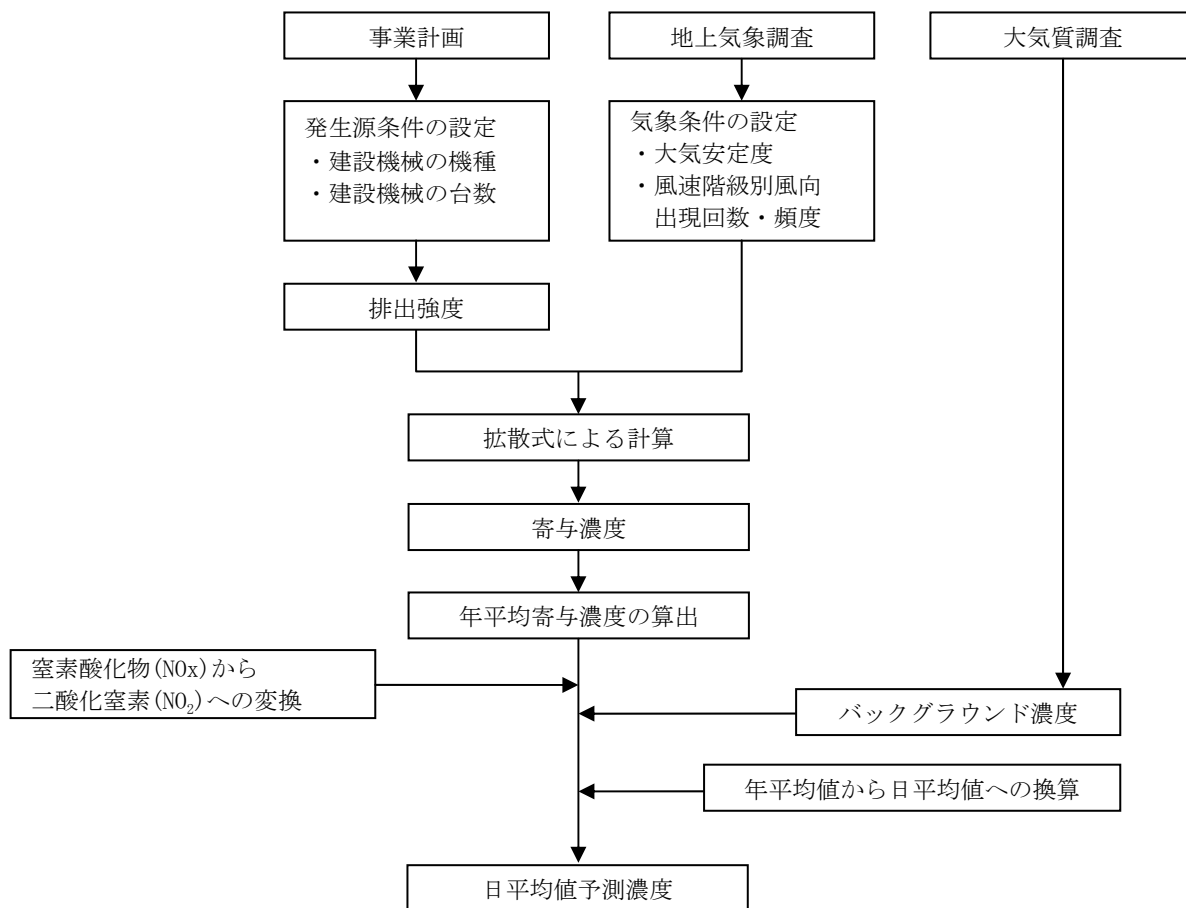 事業計画
地上気象調査
大気質調査
発生源条件の設定
・建設機械の機種
・建設機械の台数
気象条件の設定
・大気安定度
・風速階級別風向
出現回数・頻度
排出強度
拡散式による計算
寄与濃度
年平均寄与濃度の算出
窒素酸化物(NOx)から
二酸化窒素(NO₂)への変換
バックグラウンド濃度
年平均値から日平均値への換算
日平均値予測濃度